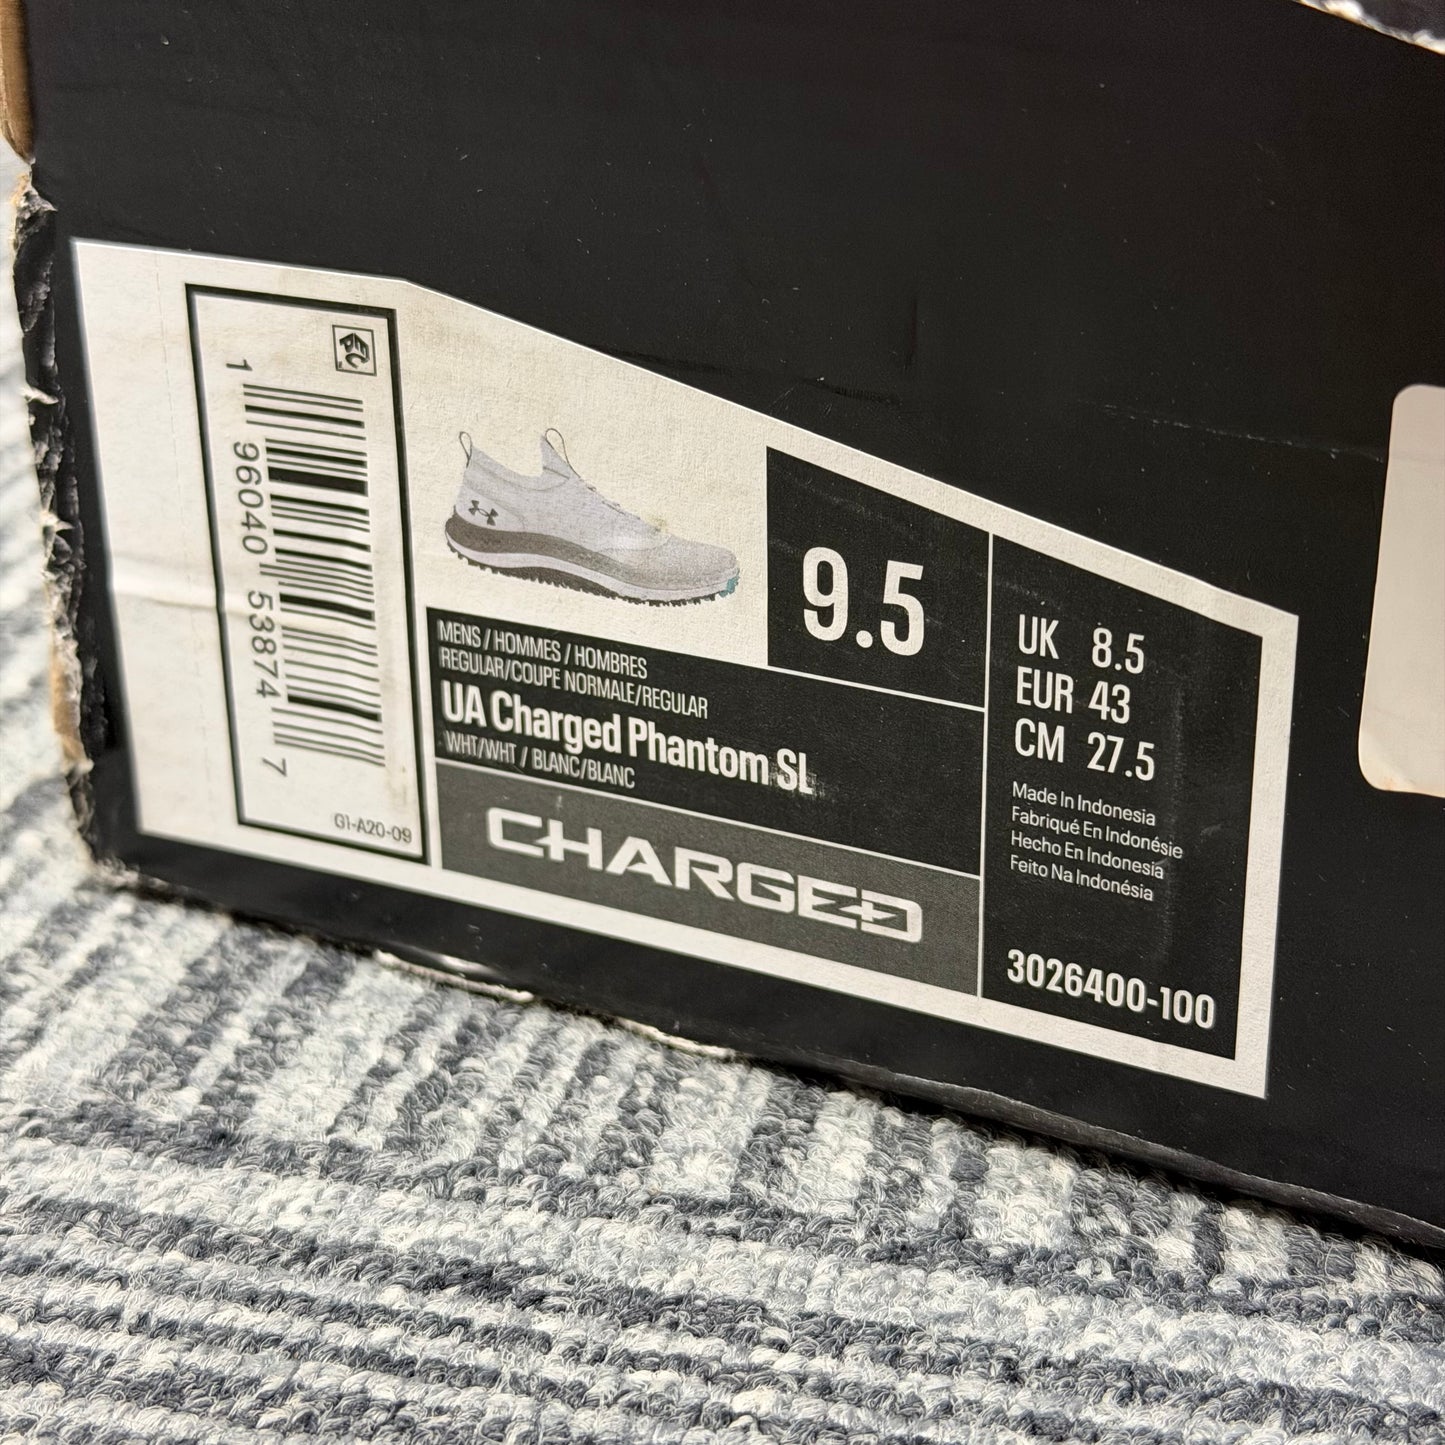 1 96040 53874 7
G1-A20-09
9.5
MENS / HOMMES / HOMBRES
REGULAR/COUPE NORMALE/REGULAR
UA Charged Phantom SL
WHT/WHT / BLANC/BLANC
CHARGED
UK 8.5
EUR 43
CM 27.5
Made In Indonesia
Fabriqué En Indonésie
Hecho En Indonesia
Feito Na Indonésia
3026400-100